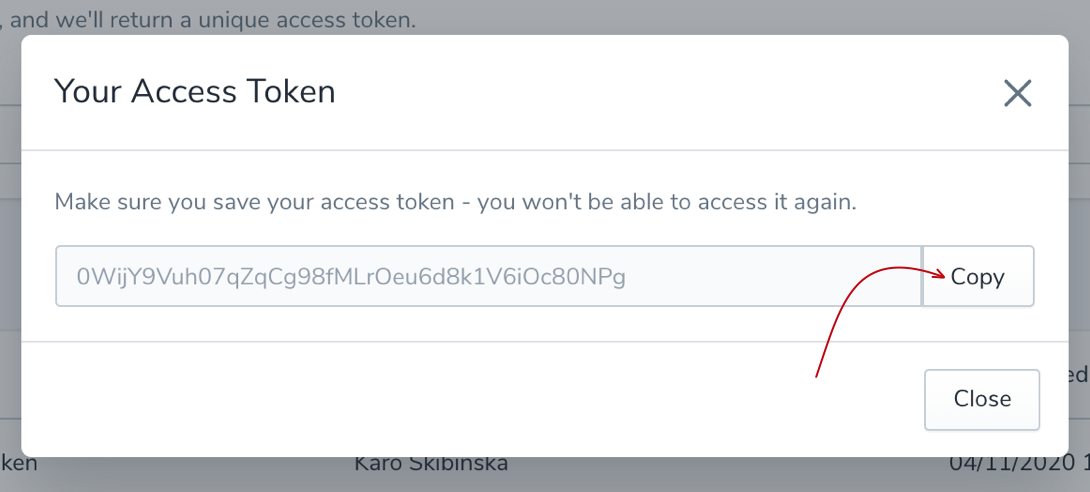 , and we'll return a unique access token.
Your Access Token
Make sure you save your access token - you won't be able to access it again.
0WijY9Vuh07qZqCg98fMLrOeu6d8k1V6iOc80NPg
Copy
Close
ed
ken Karo Skibinska 04/11/2020 1